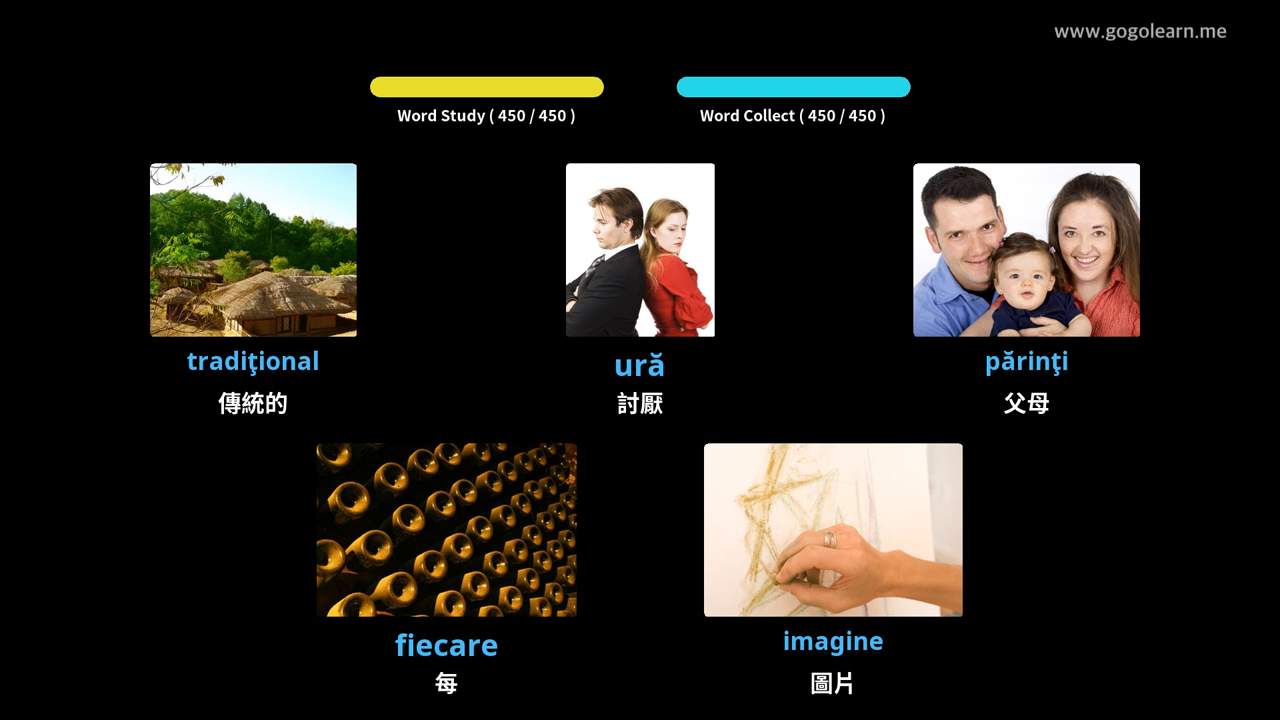 www.gogolearn.me
Word Study ( 450 / 450 )
Word Collect ( 450 / 450 )
tradiţional
傳統的
ură
討厭
părinţi
父母
fiecare
每
imagine
圖片